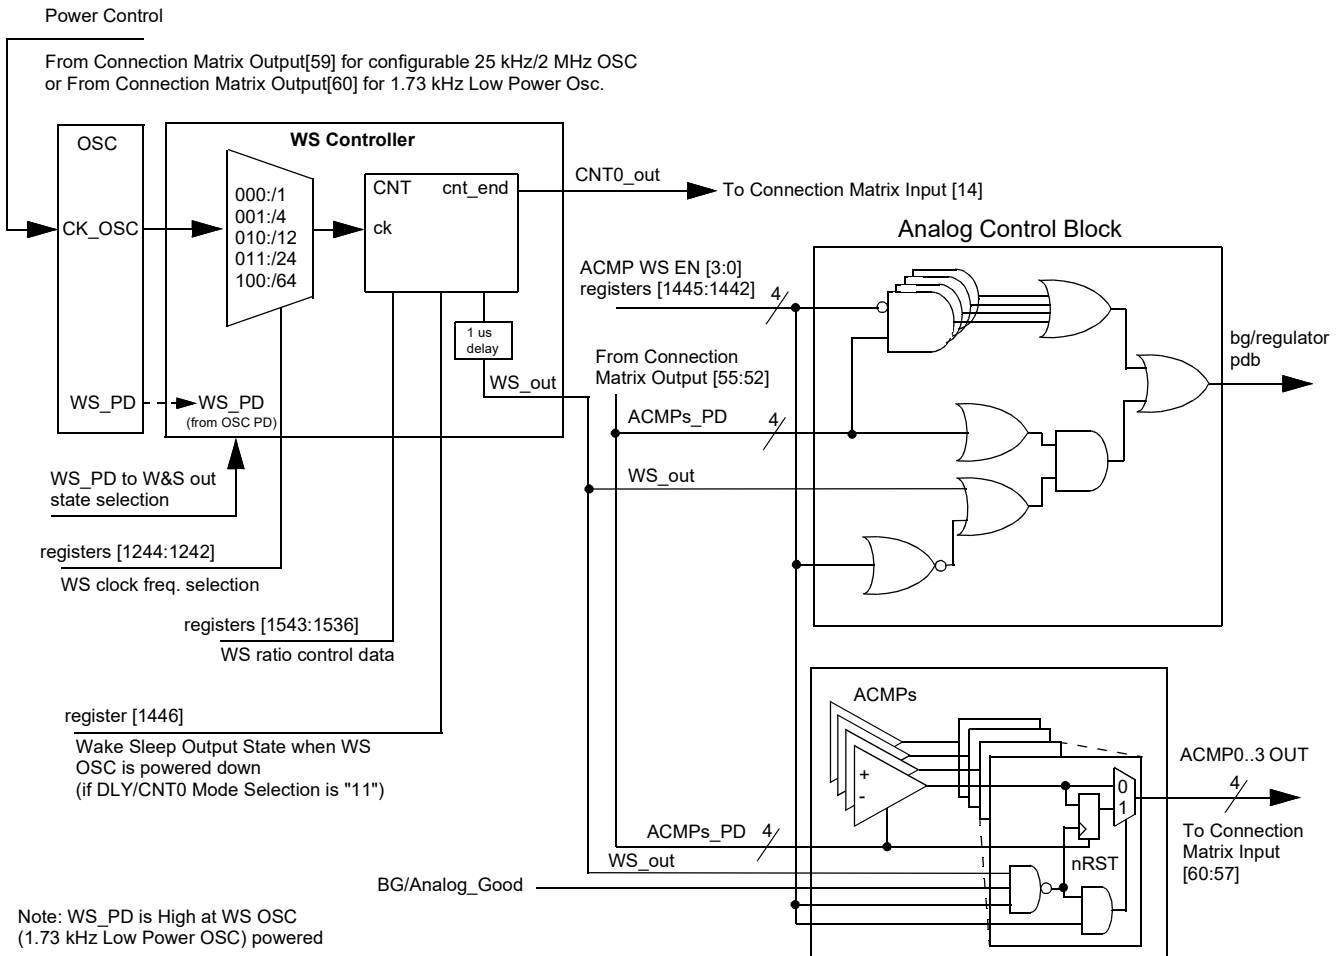 Power Control
From Connection Matrix Output[59] for configurable 25 kHz/2 MHz OSC
or From Connection Matrix Output[60] for 1.73 kHz Low Power Osc.
OSC
CK_OSC
WS_PD
WS Controller
000:/1
001:/4
010:/12
011:/24
100:/64
CNT
cnt_end
ck
1 us
delay
WS_out
WS_PD
(from OSC PD)
CNT0_out
To Connection Matrix Input [14]
WS_PD to W&S out
state selection
registers [1244:1242]
WS clock freq. selection
registers [1543:1536]
WS ratio control data
register [1446]
Wake Sleep Output State when WS
OSC is powered down
(if DLY/CNT0 Mode Selection is "11")
Note: WS_PD is High at WS OSC
(1.73 kHz Low Power OSC) powered
Analog Control Block
ACMP WS EN [3:0]
registers [1445:1442]
4
From Connection
Matrix Output [55:52]
ACMPs_PD
4
WS_out
bg/regulator
pdb
ACMPs
+
-
0
1
nRST
ACMPs_PD
4
WS_out
BG/Analog_Good
ACMP0..3 OUT
4
To Connection
Matrix Input
[60:57]